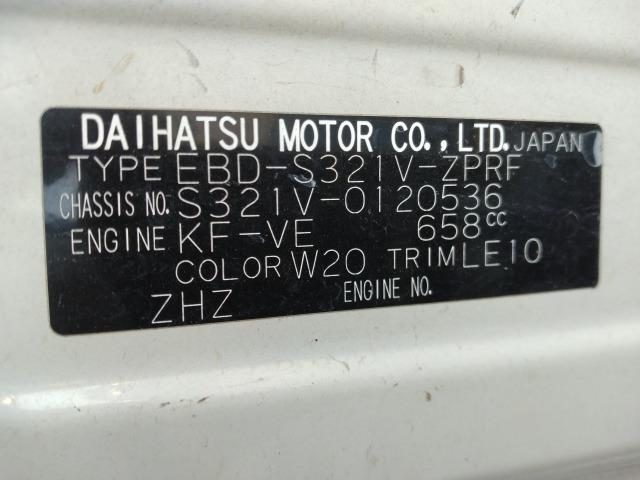 DAIHATSU MOTOR CO., LTD. JAPAN
TYPE EBD-S321V-ZPRF
CHASSIS NO. S321V-0120536
ENGINE KF-VE 658cc
COLOR W20 TRIM LE10
ZHZ ENGINE NO.